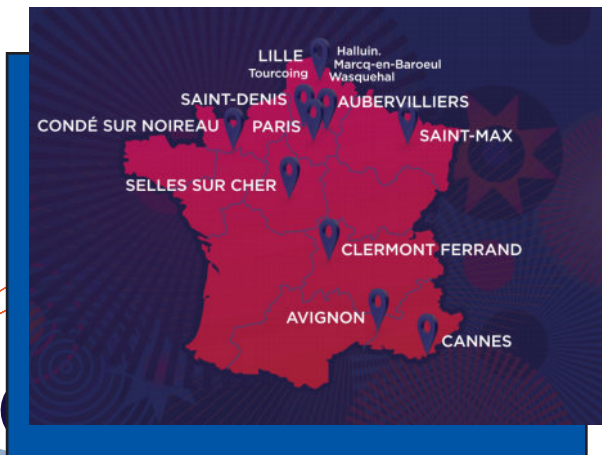 LILLE
Tourcoing
Halluin.
Marcq-en-Baroeul
Wasquehal
SAINT-DENIS
AUBERVILLIERS
CONDÉ SUR NOIREAU
PARIS
SAINT-MAX
SELLES SUR CHER
CLERMONT FERRAND
AVIGNON
CANNES